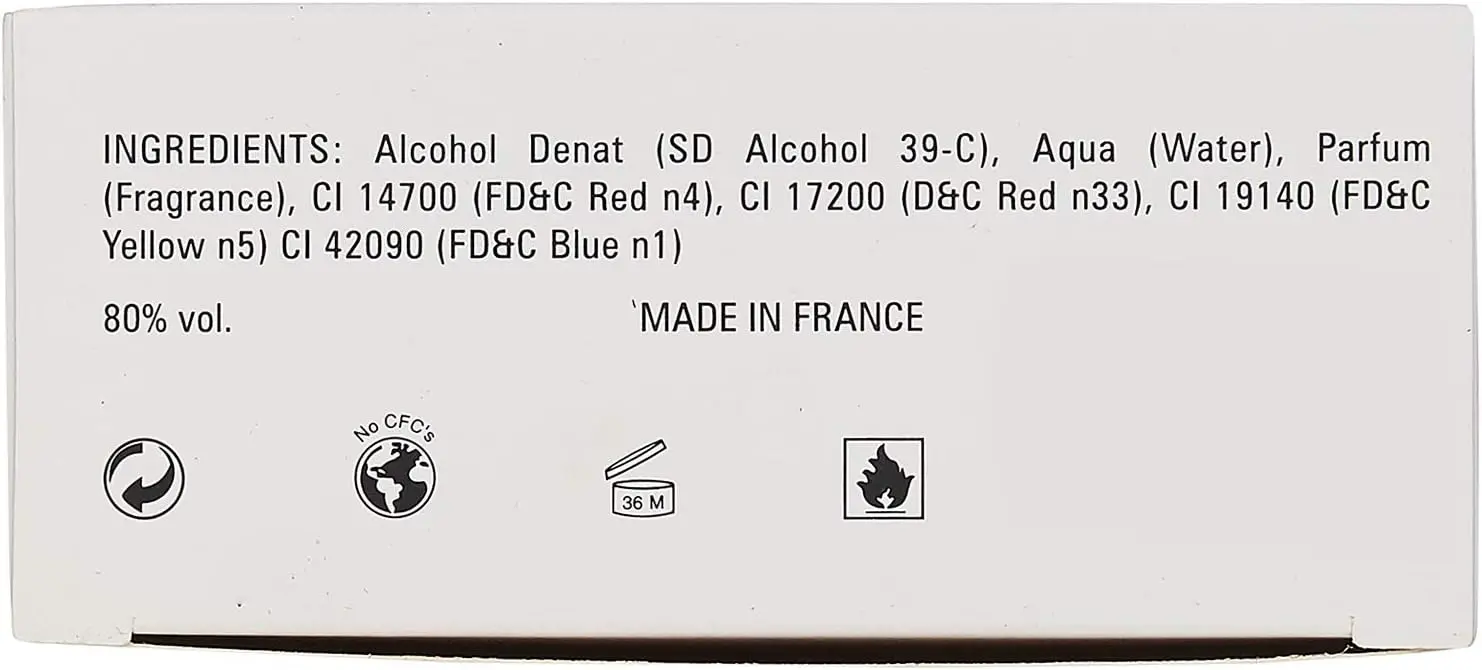 INGREDIENTS: Alcohol Denat (SD Alcohol 39-C), Aqua (Water), Parfum
(Fragrance), CI 14700 (FD&C Red n4), CI 17200 (D&C Red n33), CI 19140 (FD&C
Yellow n5) CI 42090 (FD&C Blue n1)
80% vol. MADE IN FRANCE
No CFC's
36 M